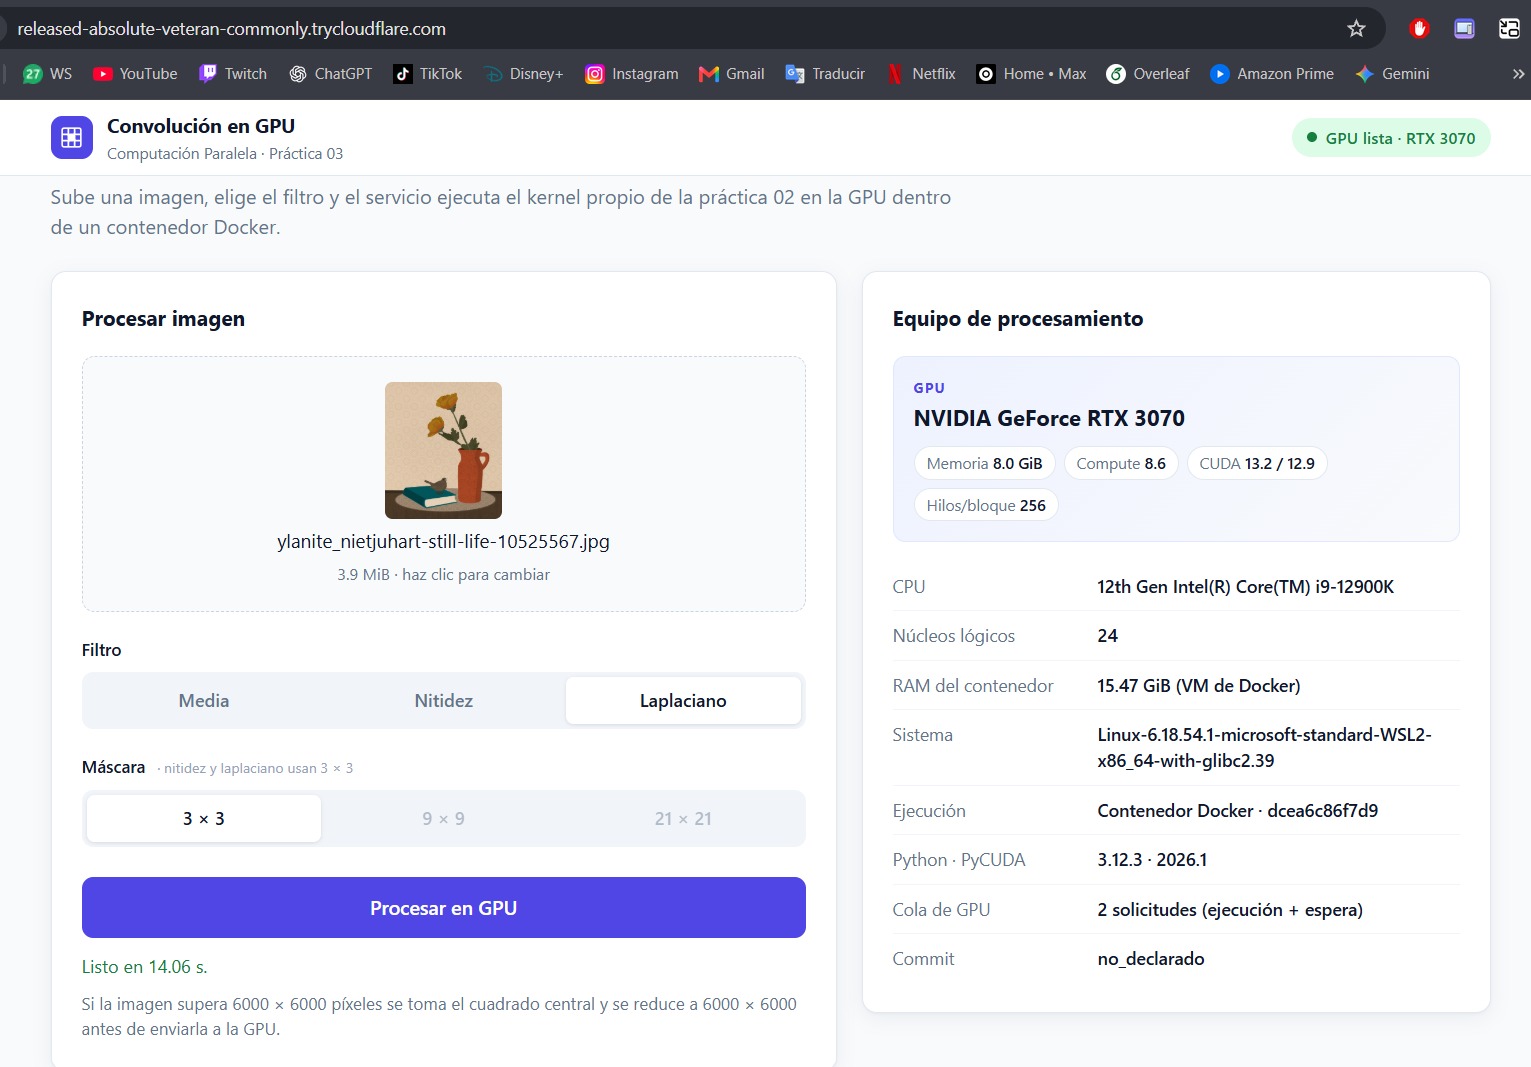 released-absolute-veteran-commonly.trycloudflare.com
27 WS YouTube Twitch ChatGPT TikTok Disney+ Instagram Gmail Traducir Netflix Home • Max Overleaf Amazon Prime Gemini »
Convolución en GPU
Computación Paralela · Práctica 03
GPU lista · RTX 3070
Sube una imagen, elige el filtro y el servicio ejecuta el kernel propio de la práctica 02 en la GPU dentro
de un contenedor Docker.
Procesar imagen
ylanite_nietjuhart-still-life-10525567.jpg
3.9 MiB · haz clic para cambiar
Filtro
Media Nitidez Laplaciano
Máscara · nitidez y laplaciano usan 3 × 3
3 × 3 9 × 9 21 × 21
Procesar en GPU
Listo en 14.06 s.
Si la imagen supera 6000 × 6000 píxeles se toma el cuadrado central y se reduce a 6000 × 6000
antes de enviarla a la GPU.
Equipo de procesamiento
GPU
NVIDIA GeForce RTX 3070
Memoria 8.0 GiB Compute 8.6 CUDA 13.2 / 12.9
Hilos/bloque 256
CPU 12th Gen Intel(R) Core(TM) i9-12900K
Núcleos lógicos 24
RAM del contenedor 15.47 GiB (VM de Docker)
Sistema Linux-6.18.54.1-microsoft-standard-WSL2-
x86_64-with-glibc2.39
Ejecución Contenedor Docker · dcea6c86f7d9
Python · PyCUDA 3.12.3 · 2026.1
Cola de GPU 2 solicitudes (ejecución + espera)
Commit no_declarado